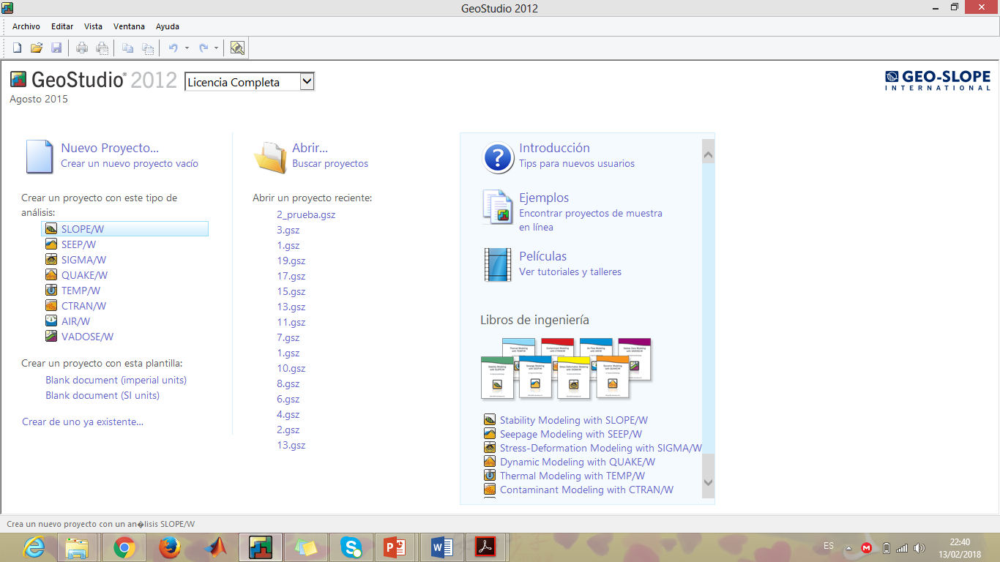 GeoStudio 2012
Archivo Editar Vista Ventana Ayuda
GeoStudio® 2012
Licencia Completa
Agosto 2015
GEO-SLOPE
INTERNATIONAL
Nuevo Proyecto...
Crear un nuevo proyecto vacío
Crear un proyecto con este tipo de
análisis:
SLOPE/W
SEEP/W
SIGMA/W
QUAKE/W
TEMP/W
CTRAN/W
AIR/W
VADOSE/W
Crear un proyecto con esta plantilla:
Blank document (imperial units)
Blank document (SI units)
Crear de uno ya existente...
Abrir...
Buscar proyectos
Abrir un proyecto reciente:
2_prueba.gsz
3.gsz
1.gsz
19.gsz
17.gsz
15.gsz
13.gsz
11.gsz
7.gsz
1.gsz
10.gsz
8.gsz
6.gsz
4.gsz
2.gsz
13.gsz
Introducción
Tips para nuevos usuarios
Ejemplos
Encontrar proyectos de muestra
en línea
Películas
Ver tutoriales y talleres
Libros de ingeniería
Stability Modeling with SLOPE/W
Seepage Modeling with SEEP/W
Stress-Deformation Modeling with SIGMA/W
Dynamic Modeling with QUAKE/W
Thermal Modeling with TEMP/W
Contaminant Modeling with CTRAN/W
Crea un nuevo proyecto con un an�lisis SLOPE/W
ES
22:40
13/02/2018